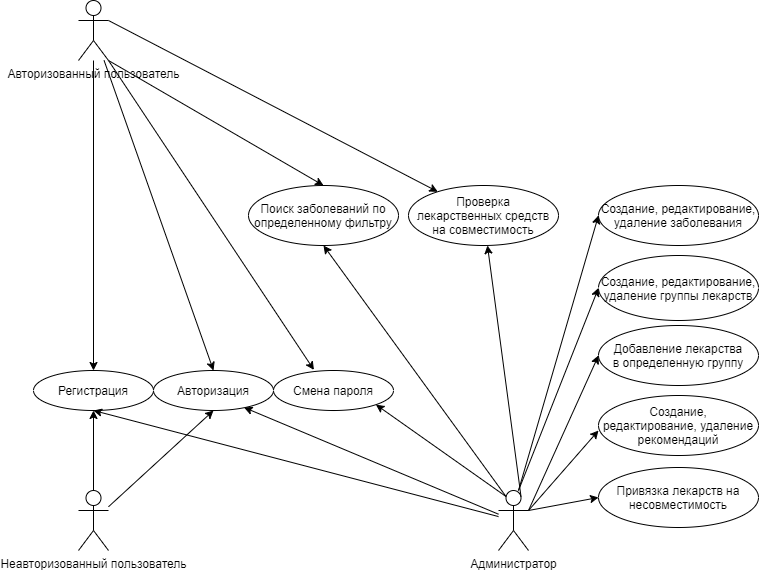 Авторизованный пользователь
Поиск заболеваний по
определенному фильтру
Проверка
лекарственных средств
на совместимость
Создание, редактирование,
удаление заболевания
Создание, редактирование,
удаление группы лекарств
Добавление лекарства
в определенную группу
Регистрация
Авторизация
Смена пароля
Создание,
редактирование, удаление
рекомендаций
Привязка лекарств на
несовместимость
Неавторизованный пользователь
Администратор